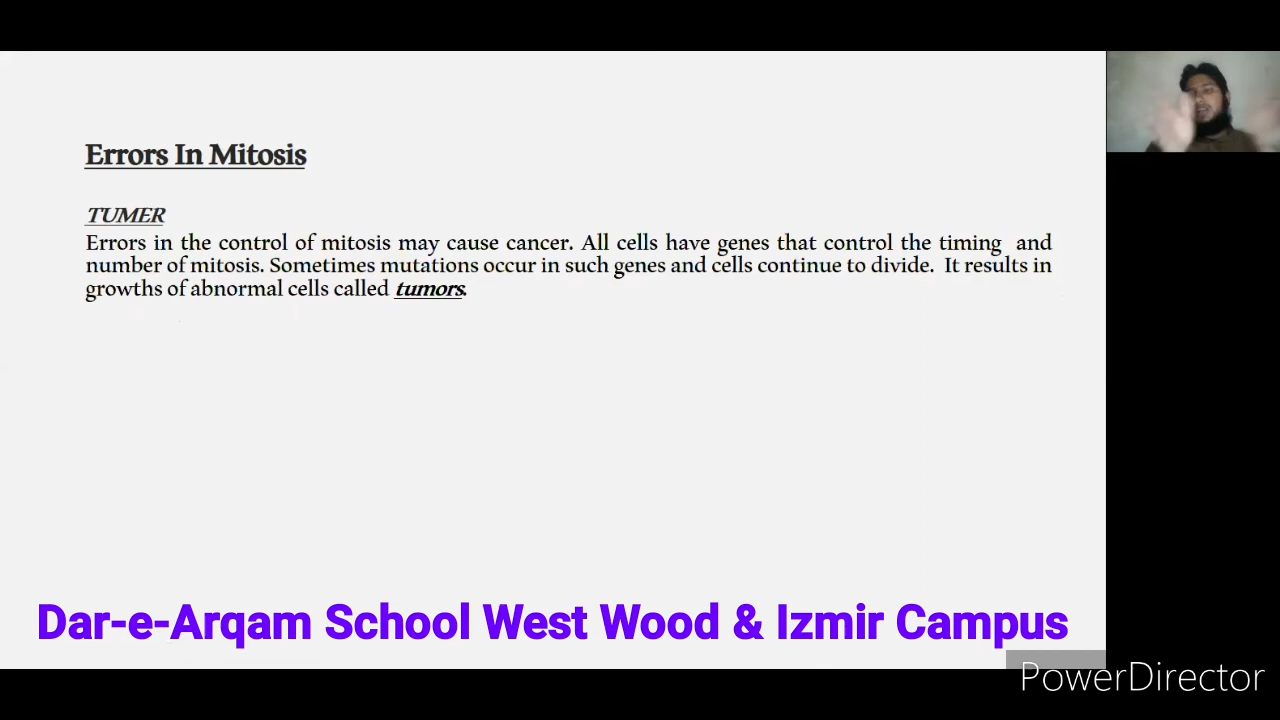 Errors In Mitosis
TUMER
Errors in the control of mitosis may cause cancer. All cells have genes that control the timing and
number of mitosis. Sometimes mutations occur in such genes and cells continue to divide. It results in
growths of abnormal cells called tumors.
Dar-e-Arqam School West Wood & Izmir Campus
PowerDirector